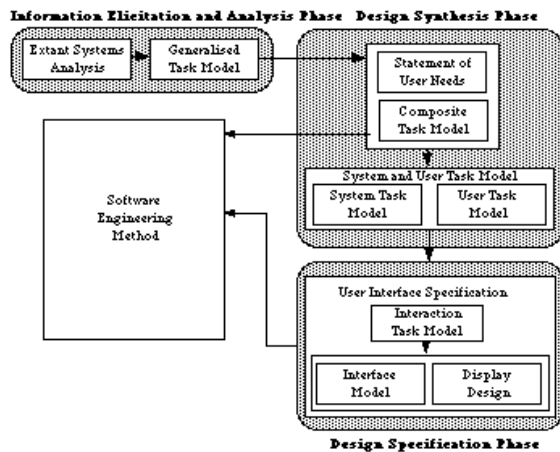 Information Elicitation and Analysis Phase
Design Synthesis Phase
Extant Systems
Analysis
Generalised
Task Model
Statement of
User Needs
Composite
Task Model
System and User Task Model
System Task
Model
User Task
Model
Software
Engineering
Method
User Interface Specification
Interaction
Task Model
Interface
Model
Display
Design
Design Specification Phase